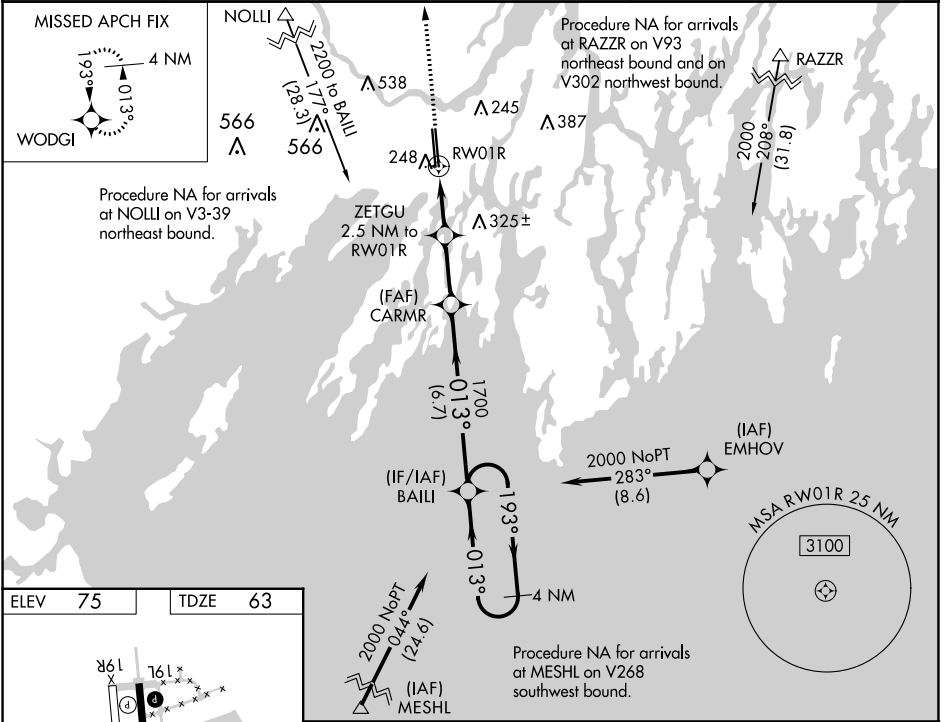 MISSED APCH FIX
193°
4 NM
013°
WODGI
NOLLI
2200 to BAILI
177°
(28.3)
538
566
566
245
387
248
RW01R
Procedure NA for arrivals
at RAZZR on V93
northeast bound and on
V302 northwest bound.
RAZZR
2000
208°
(31.8)
Procedure NA for arrivals
at NOLLI on V3-39
northeast bound.
ZETGU
2.5 NM to
RW01R
325±
(FAF)
CARMR
1700
013°
(6.7)
(IF/IAF)
BAILI
193°
013°
4 NM
(IAF)
EMHOV
2000 NoPT
283°
(8.6)
MSA RW01R 25 NM
3100
2000 NoPT
044°
(24.6)
(IAF)
MESHL
Procedure NA for arrivals
at MESHL on V268
southwest bound.
ELEV 75
TDZE 63
19R
19L
P
P